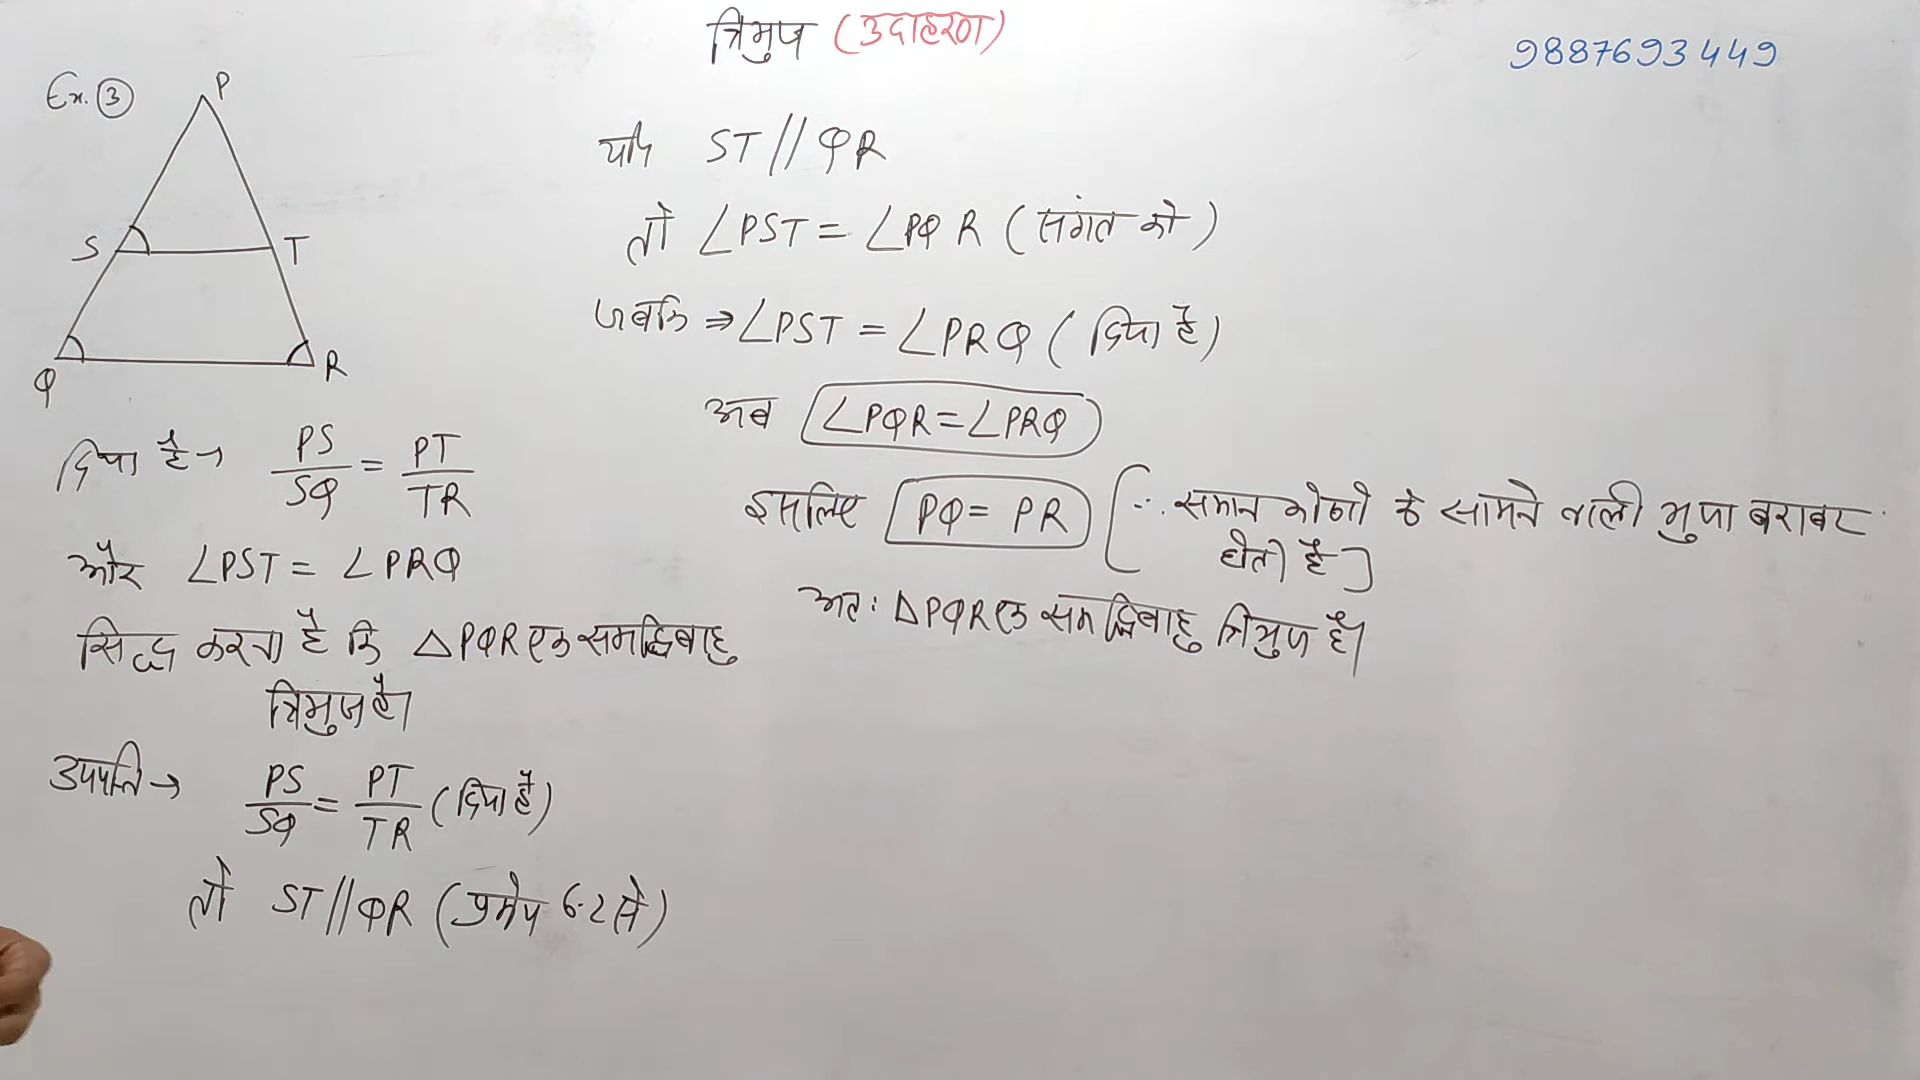 त्रिभुज (उदाहरण)
9887693449
Ex. 3
P
S
T
Q
R
दिया है → PS/SQ = PT/TR
और ∠PST = ∠PRQ
सिद्ध करना है कि △PQR एक समद्विबाहु
त्रिभुज है।
उपपत्ति → PS/SQ = PT/TR (दिया है)
तो ST // QR (प्रमेय 6.2 से)
यदि ST // QR
तो ∠PST = ∠PQR (संगत को)
जबकि ⇒ ∠PST = ∠PRQ (दिया है)
अब ∠PQR = ∠PRQ
इसलिए PQ = PR [∵ समान कोणों के सामने वाली भुजा बराबर
होती है]
अतः △PQR एक समद्विबाहु त्रिभुज है।